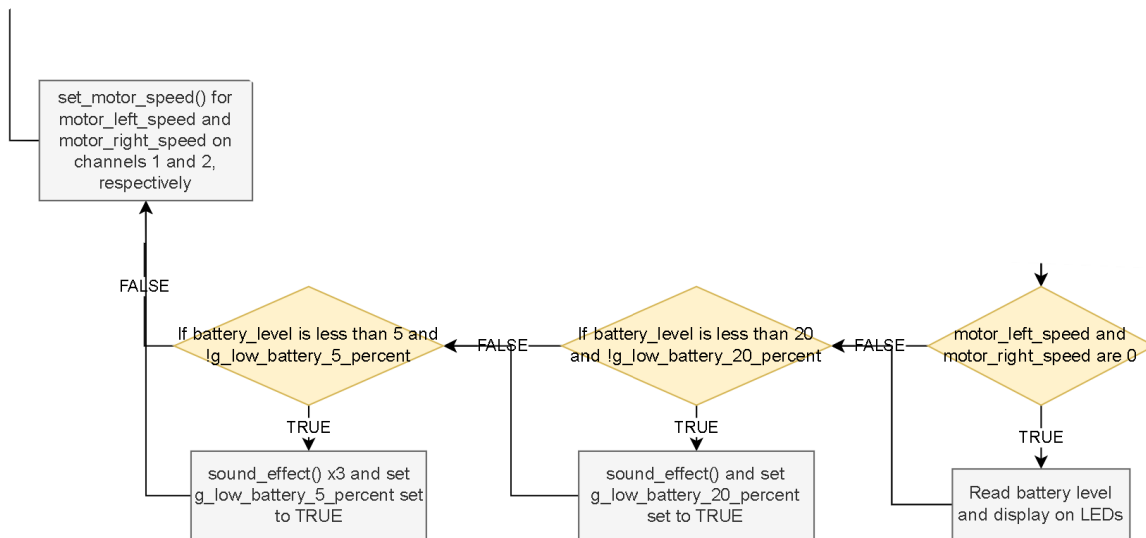 set_motor_speed() for
motor_left_speed and
motor_right_speed on
channels 1 and 2,
respectively
FALSE
If battery_level is less than 5 and
!g_low_battery_5_percent
FALSE
If battery_level is less than 20
and !g_low_battery_20_percent
FALSE
motor_left_speed and
motor_right_speed are 0
TRUE
TRUE
TRUE
sound_effect() x3 and set
g_low_battery_5_percent set
to TRUE
sound_effect() and set
g_low_battery_20_percent
set to TRUE
Read battery level
and display on LEDs